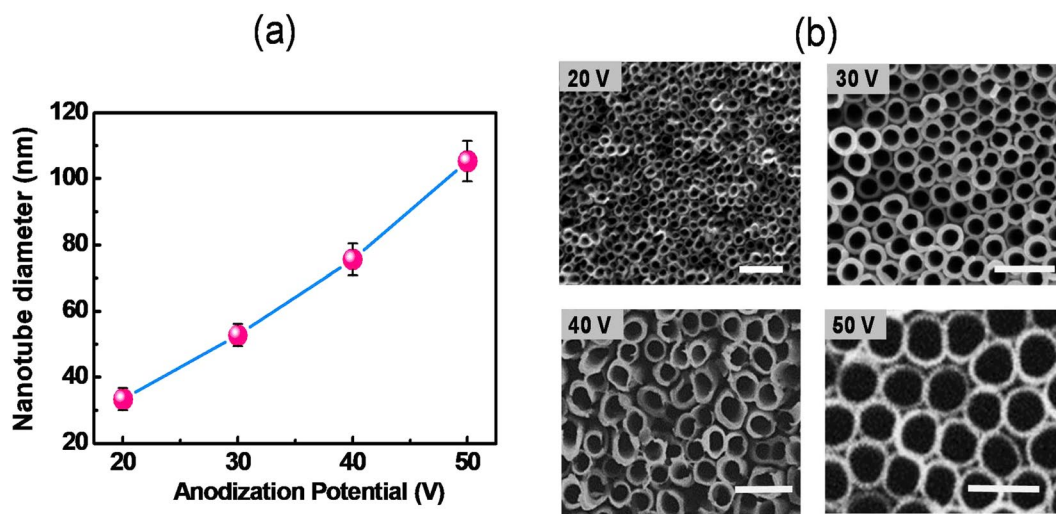 (a)
(b)
Nanotube diameter (nm)
120
100
80
60
40
20
20 30 40 50
Anodization Potential (V)
20 V
30 V
40 V
50 V